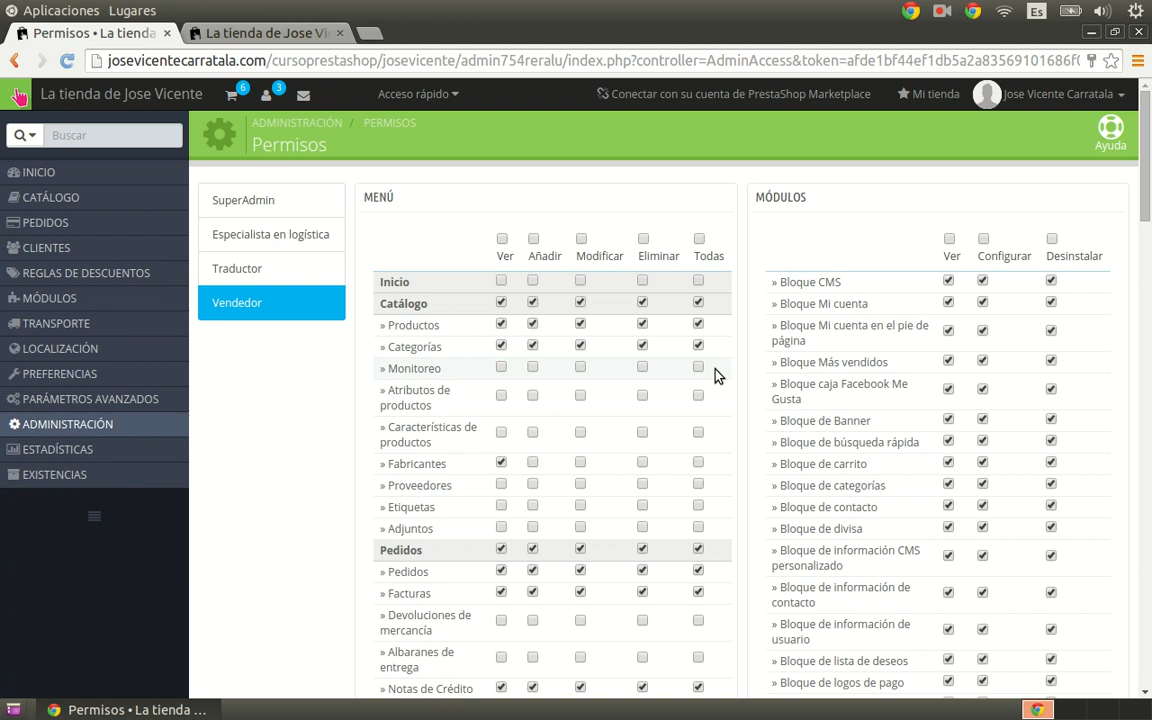 Aplicaciones Lugares
Es
Permisos • La tienda ×
La tienda de Jose Vi ×
josevicentecarratala.com/cursoprestashop/josevicente/admin754reralu/index.php?controller=AdminAccess&token=afde1bf44ef1db5a2a83569101686f0
La tienda de Jose Vicente
6
3
Acceso rápido
Conectar con su cuenta de PrestaShop Marketplace
Mi tienda
Jose Vicente Carratala
Buscar
ADMINISTRACIÓN / PERMISOS
Permisos
Ayuda
INICIO
CATÁLOGO
PEDIDOS
CLIENTES
REGLAS DE DESCUENTOS
MÓDULOS
TRANSPORTE
LOCALIZACIÓN
PREFERENCIAS
PARÁMETROS AVANZADOS
ADMINISTRACIÓN
ESTADÍSTICAS
EXISTENCIAS
SuperAdmin
Especialista en logística
Traductor
Vendedor
MENÚ
Ver Añadir Modificar Eliminar Todas
Inicio
Catálogo
» Productos
» Categorías
» Monitoreo
» Atributos de
productos
» Características de
productos
» Fabricantes
» Proveedores
» Etiquetas
» Adjuntos
Pedidos
» Pedidos
» Facturas
» Devoluciones de
mercancía
» Albaranes de
entrega
» Notas de Crédito
MÓDULOS
Ver Configurar Desinstalar
» Bloque CMS
» Bloque Mi cuenta
» Bloque Mi cuenta en el pie de
página
» Bloque Más vendidos
» Bloque caja Facebook Me
Gusta
» Bloque de Banner
» Bloque de búsqueda rápida
» Bloque de carrito
» Bloque de categorías
» Bloque de contacto
» Bloque de divisa
» Bloque de información CMS
personalizado
» Bloque de información de
contacto
» Bloque de información de
usuario
» Bloque de lista de deseos
» Bloque de logos de pago
Permisos • La tienda ...